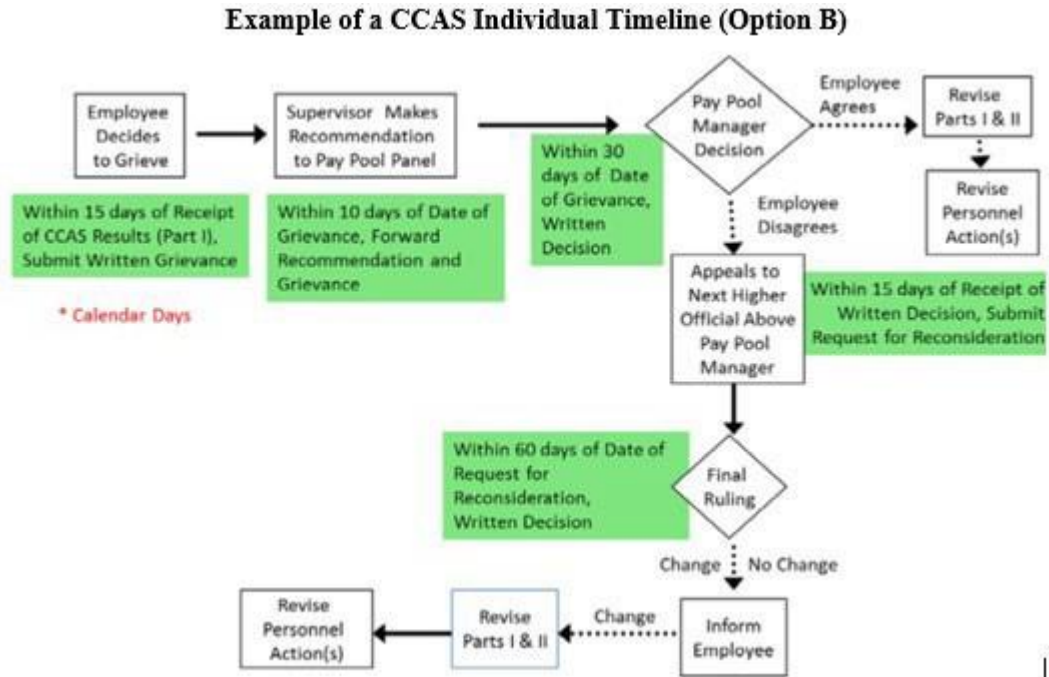 Example of a CCAS Individual Timeline (Option B)
Employee
Decides
to Grieve
Supervisor Makes
Recommendation
to Pay Pool Panel
Pay Pool
Manager
Decision
Employee
Agrees
Revise
Parts I & II
Within 15 days of Receipt
of CCAS Results (Part I),
Submit Written Grievance
Within 10 days of Date of
Grievance, Forward
Recommendation and
Grievance
Within 30
days of Date
of Grievance,
Written
Decision
Employee
Disagrees
Revise
Personnel
Action(s)
* Calendar Days
Appeals to
Next Higher
Official Above
Pay Pool
Manager
Within 15 days of Receipt of
Written Decision, Submit
Request for Reconsideration
Within 60 days of Date of
Request for
Reconsideration,
Written Decision
Final
Ruling
Change
No Change
Inform
Employee
Change
Revise
Parts I & II
Revise
Personnel
Action(s)